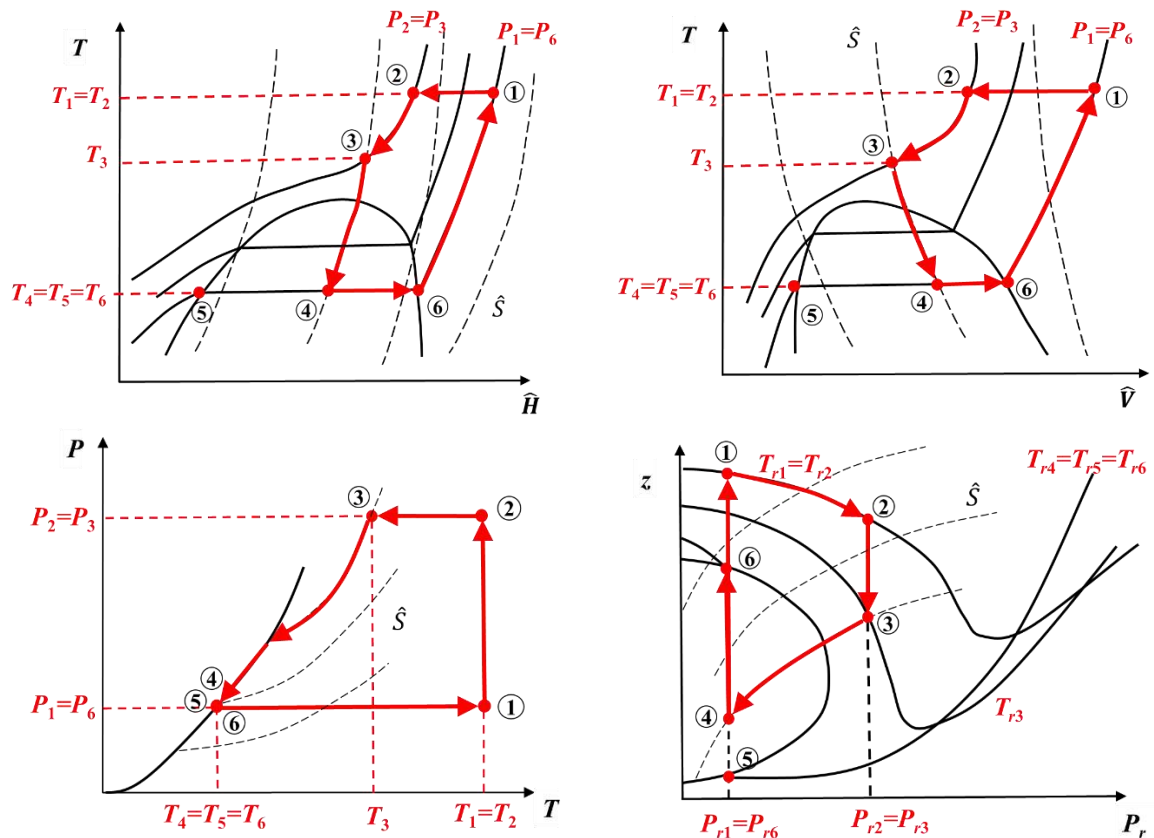 P₂=P₃
P₁=P₆
T
②
①
T₁=T₂
③
T₃
T₄=T₅=T₆
⑤
④
⑥
Ŝ
Ĥ
P₂=P₃
P₁=P₆
T
Ŝ
②
①
T₁=T₂
③
T₃
T₄=T₅=T₆
⑤
④
⑥
V̂
P
③
②
P₂=P₃
Ŝ
④
⑤
⑥
①
P₁=P₆
T₄=T₅=T₆
T₃
T₁=T₂
T
z
①
Tᵣ₁=Tᵣ₂
Tᵣ₄=Tᵣ₅=Tᵣ₆
Ŝ
②
⑥
③
④
Tᵣ₃
⑤
Pᵣ₁=Pᵣ₆
Pᵣ₂=Pᵣ₃
Pᵣ